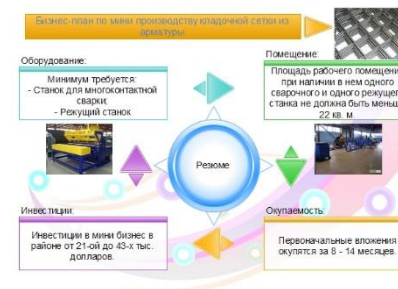 Бизнес-план по мини производству кладочной сетки из
арматуры
Оборудование:
Минимум требуется:
- Станок для многоконтактной
сварки;
- Режущий станок
Помещение:
Площадь рабочего помещени
при наличии в нем одного
сварочного и одного режущег
станка не должна быть меньш
22 кв. м
Резюме
Инвестиции:
Инвестиции в мини бизнес в
районе от 21-ой до 43-х тыс.
долларов.
Окупаемость:
Первоначальные вложения
окупятся за 8 - 14 месяцев.